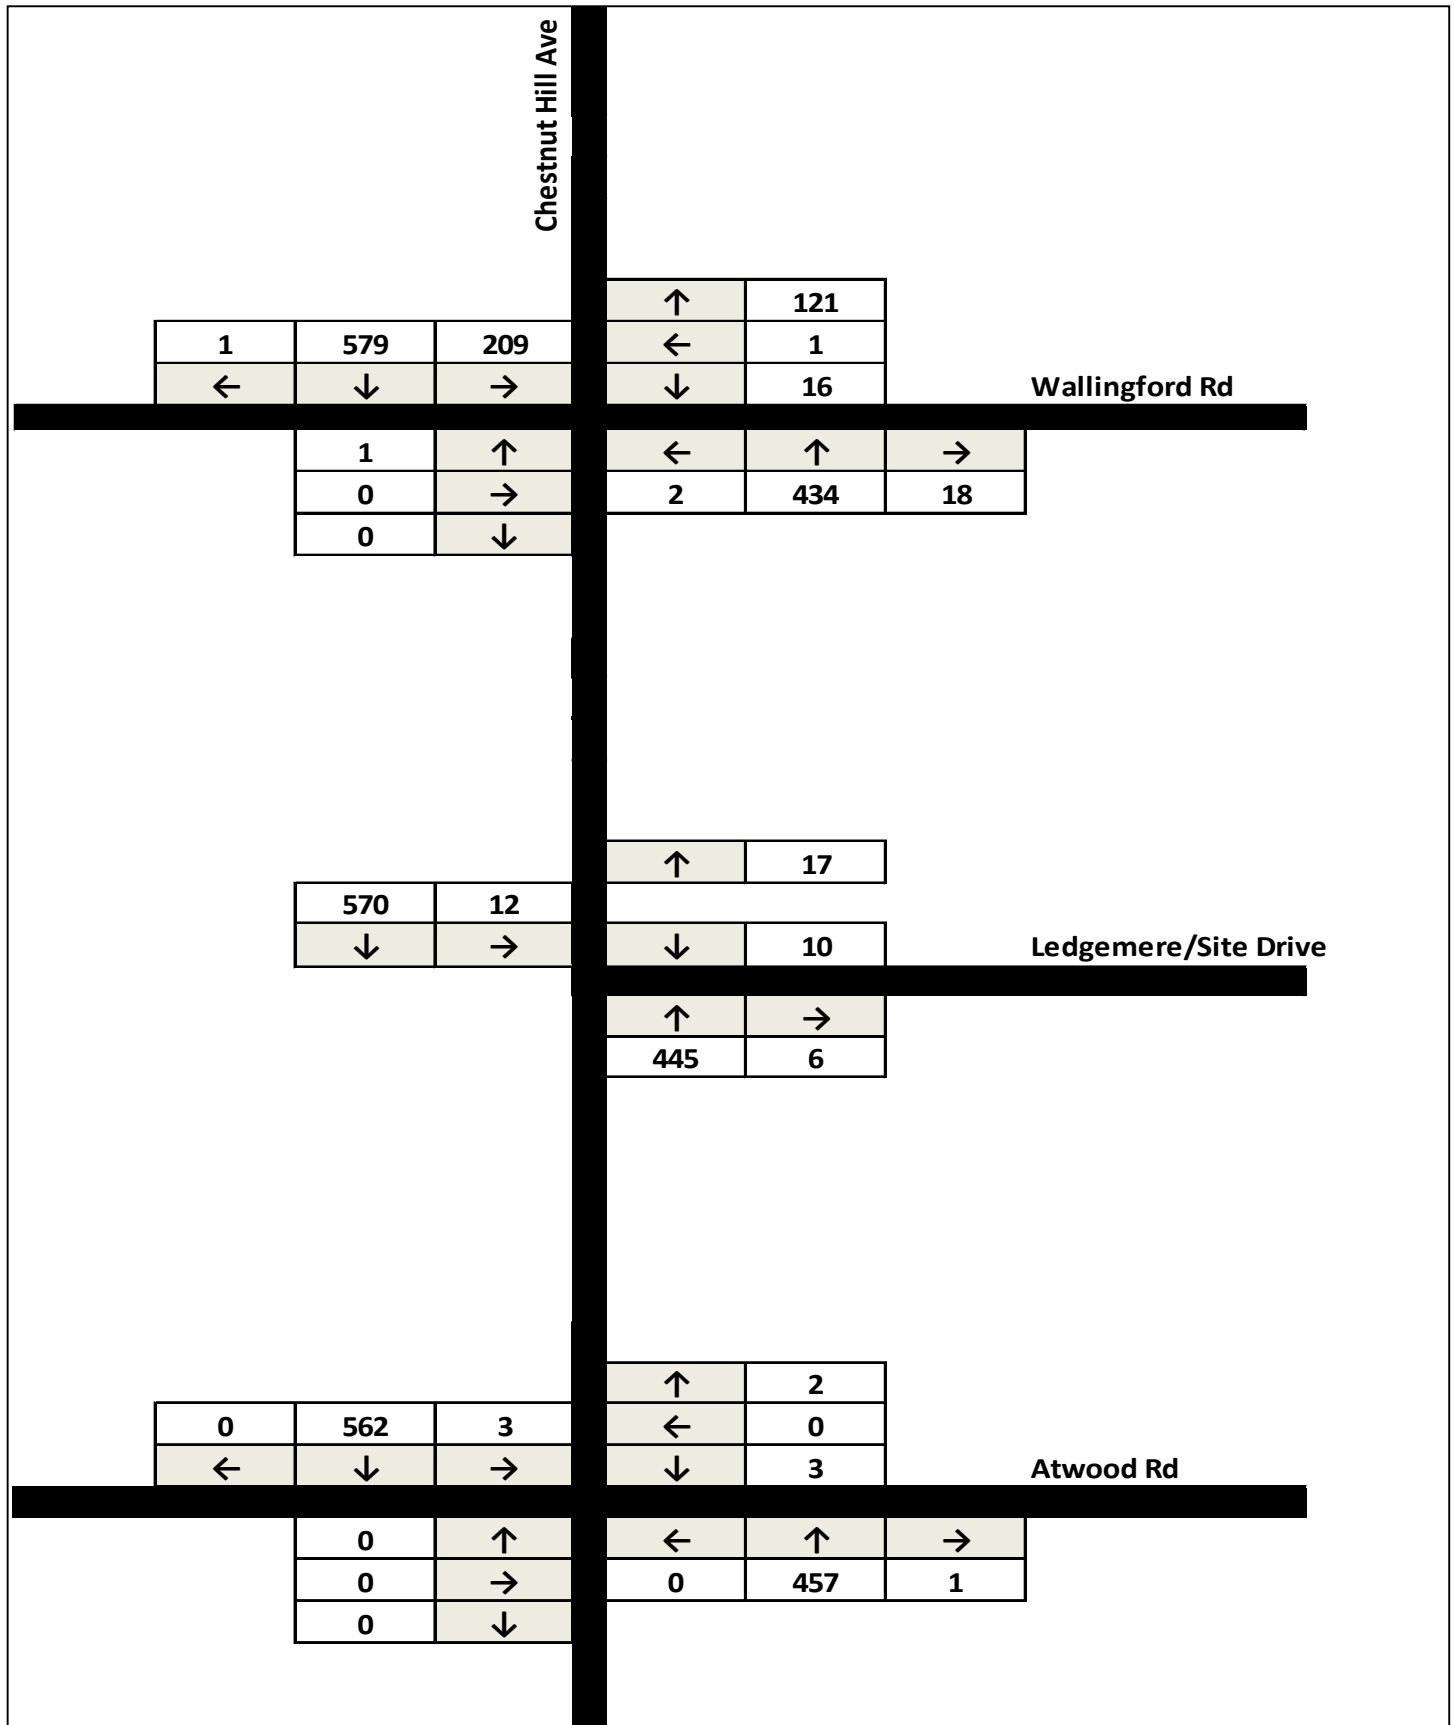 Chestnut Hill Ave
↑ 121
1 579 209 ← 1
← ↓ → ↓ 16 Wallingford Rd
1 ↑ ← ↑ →
0 → 2 434 18
0 ↓
↑ 17
570 12
↓ → ↓ 10 Ledgemere/Site Drive
↑ →
445 6
↑ 2
0 562 3 ← 0
← ↓ → ↓ 3 Atwood Rd
0 ↑ ← ↑ →
0 → 0 457 1
0 ↓